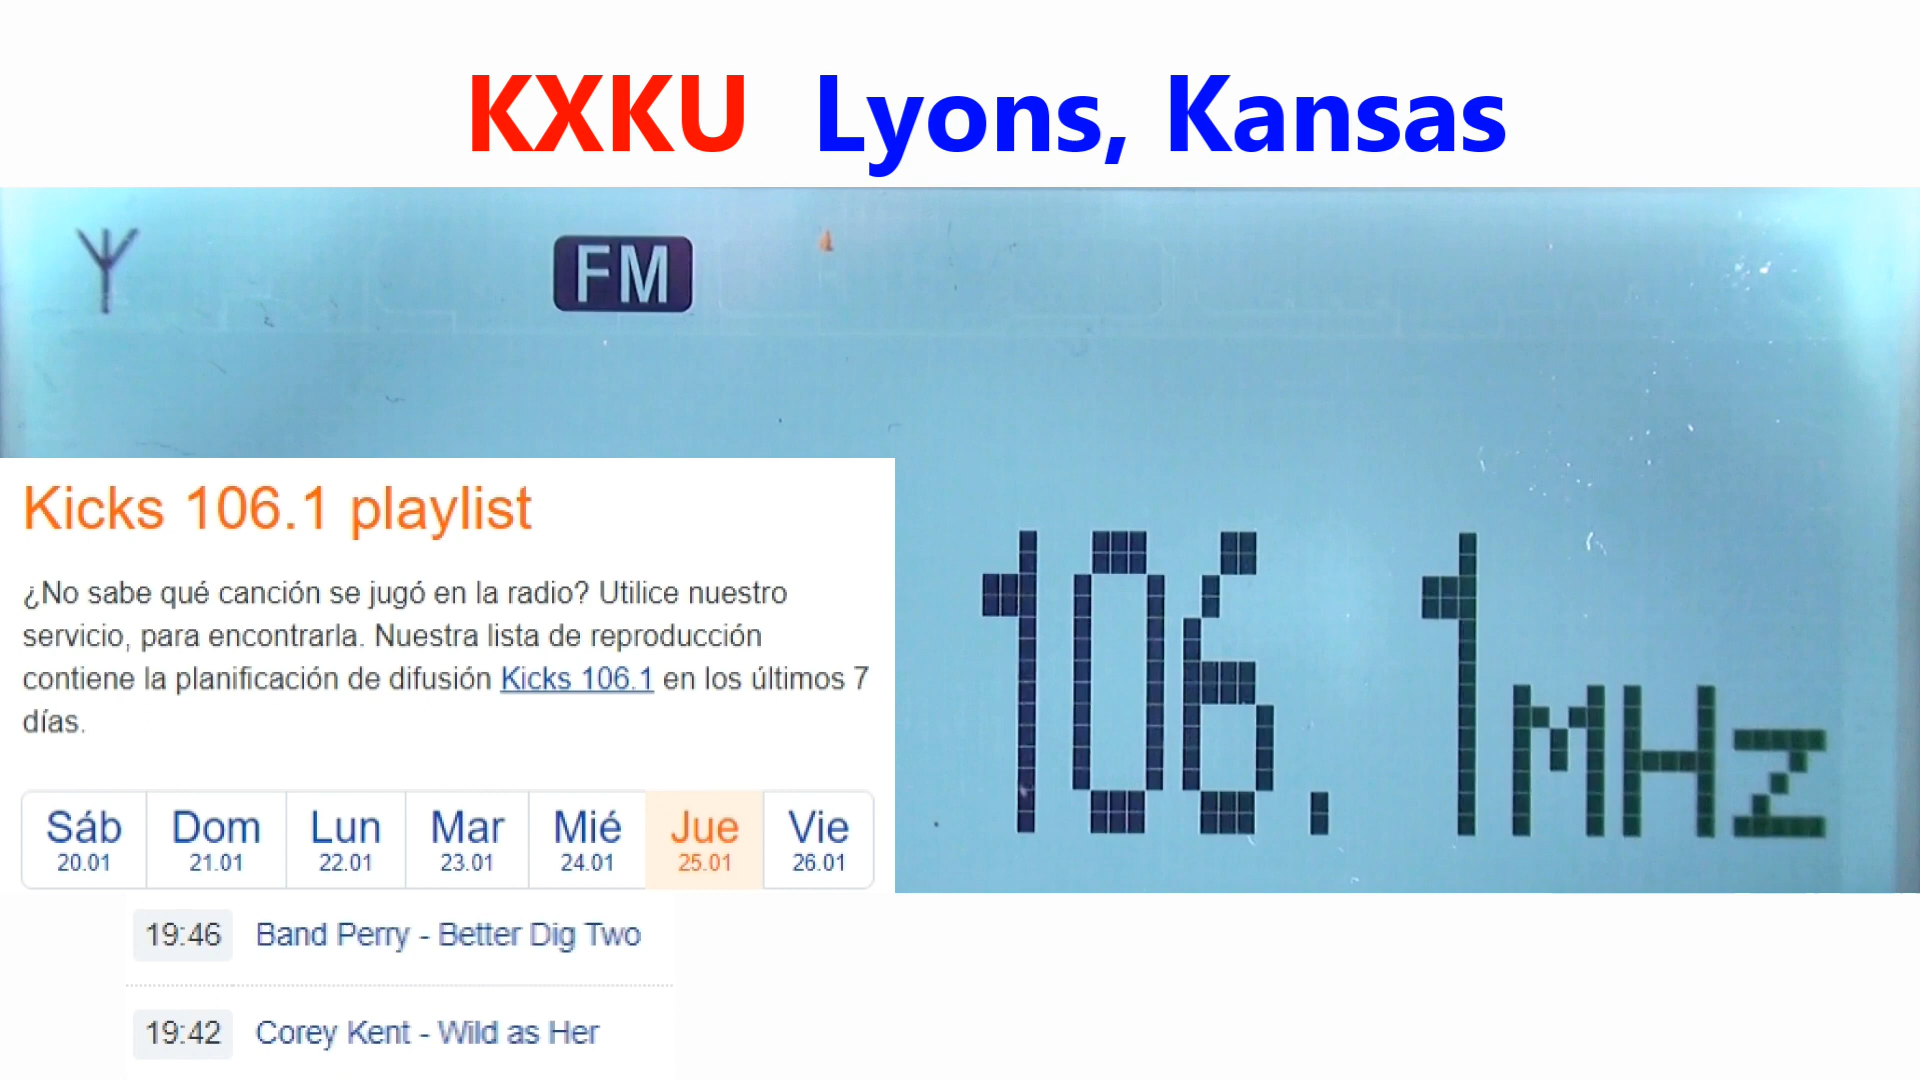 KXKU Lyons, Kansas
FM
106.1MHz
Kicks 106.1 playlist
¿No sabe qué canción se jugó en la radio? Utilice nuestro
servicio, para encontrarla. Nuestra lista de reproducción
contiene la planificación de difusión Kicks 106.1 en los últimos 7
días.
Sáb Dom Lun Mar Mié Jue Vie
20.01 21.01 22.01 23.01 24.01 25.01 26.01
19:46 Band Perry - Better Dig Two
19:42 Corey Kent - Wild as Her